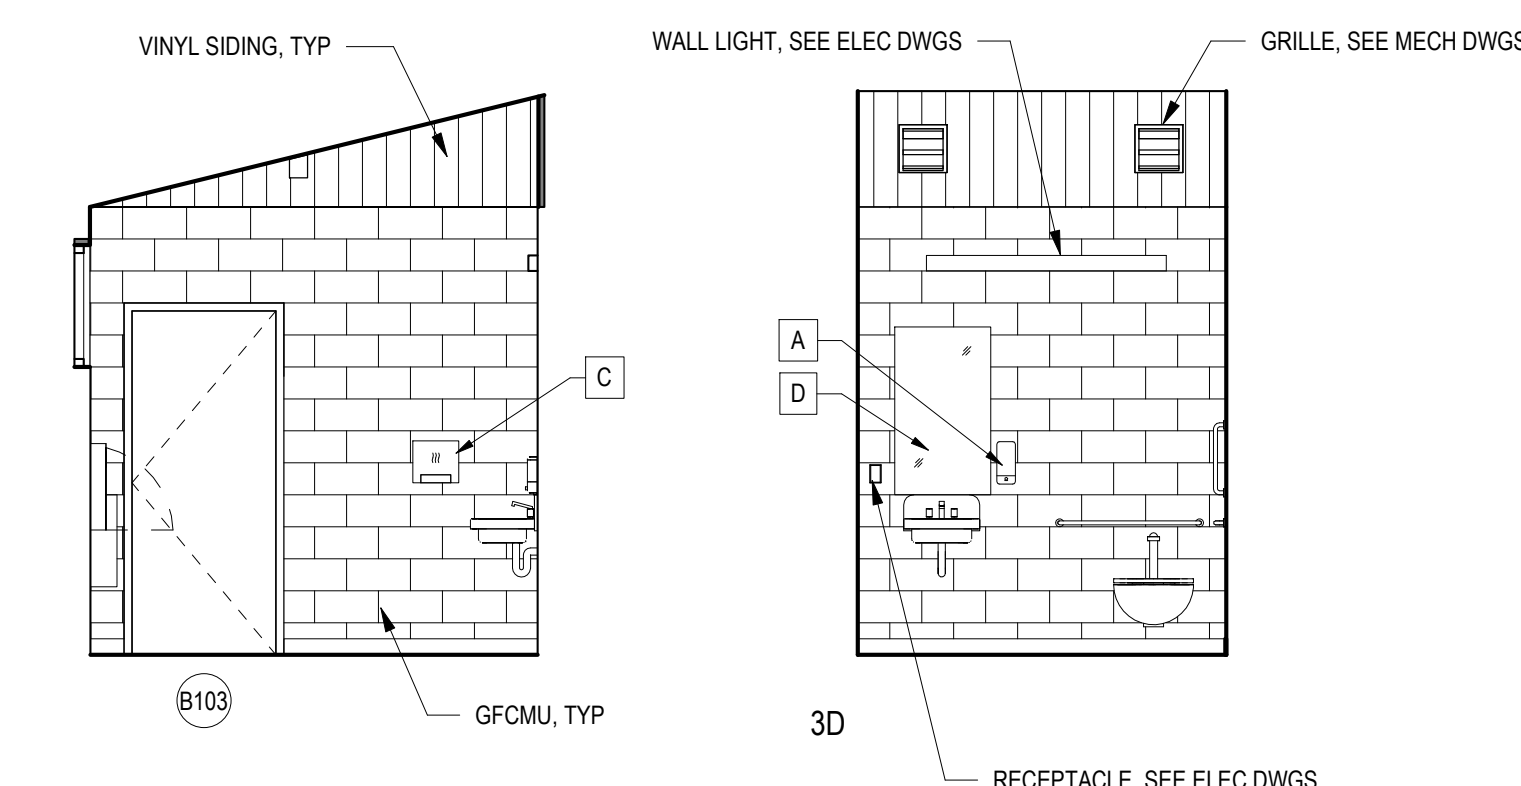 VINYL SIDING, TYP
WALL LIGHT, SEE ELEC DWGS
GRILLE, SEE MECH DWGS
A
C
D
B103
GFCMU, TYP
3D
RECEPTACLE, SEE ELEC DWGS